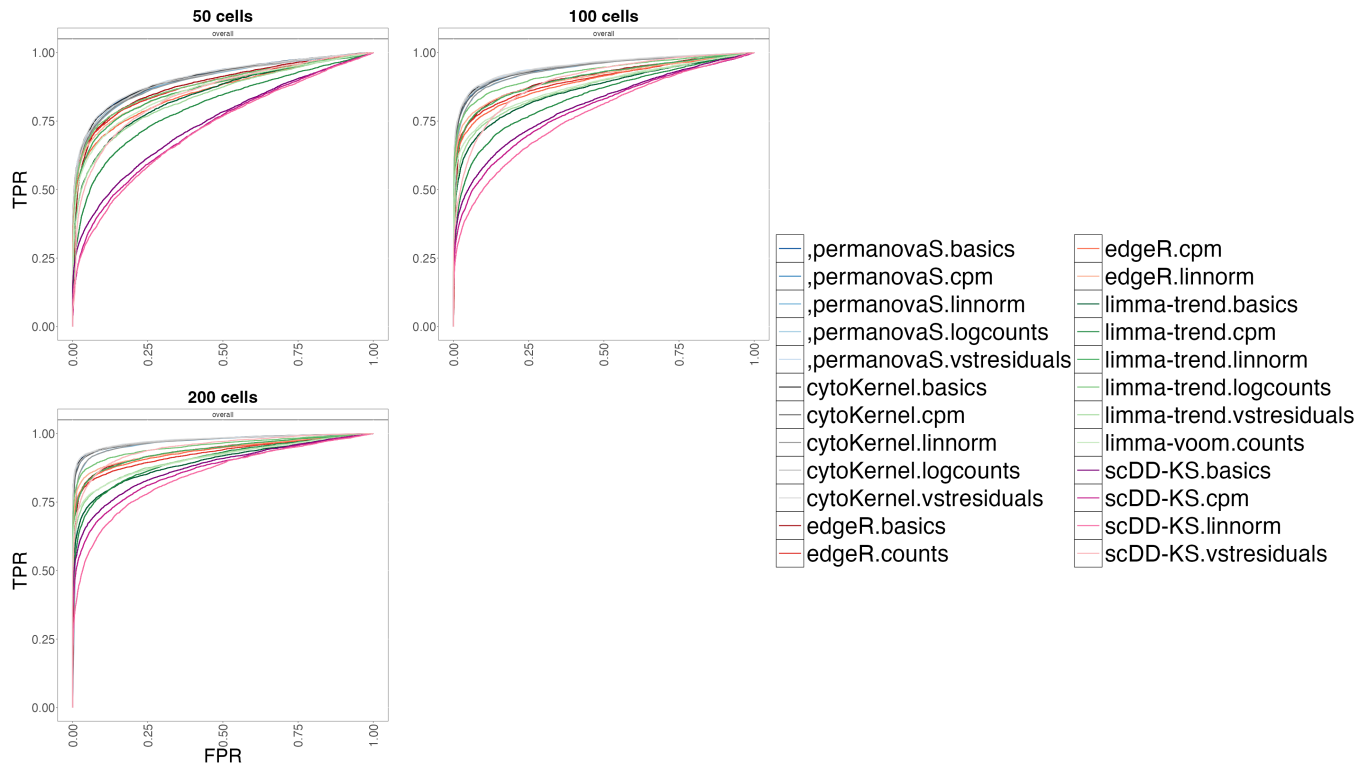 50 cells
overall
1.00
0.75
0.50
0.25
0.00
TPR
0.00
0.25
0.50
0.75
1.00
100 cells
overall
1.00
0.75
0.50
0.25
0.00
0.00
0.25
0.50
0.75
1.00
200 cells
overall
1.00
0.75
0.50
0.25
0.00
TPR
0.00
0.25
0.50
0.75
1.00
FPR
,permanovaS.basics
,permanovaS.cpm
,permanovaS.linnorm
,permanovaS.logcounts
,permanovaS.vstresiduals
cytoKernel.basics
cytoKernel.cpm
cytoKernel.linnorm
cytoKernel.logcounts
cytoKernel.vstresiduals
edgeR.basics
edgeR.counts
edgeR.cpm
edgeR.linnorm
limma-trend.basics
limma-trend.cpm
limma-trend.linnorm
limma-trend.logcounts
limma-trend.vstresiduals
limma-voom.counts
scDD-KS.basics
scDD-KS.cpm
scDD-KS.linnorm
scDD-KS.vstresiduals